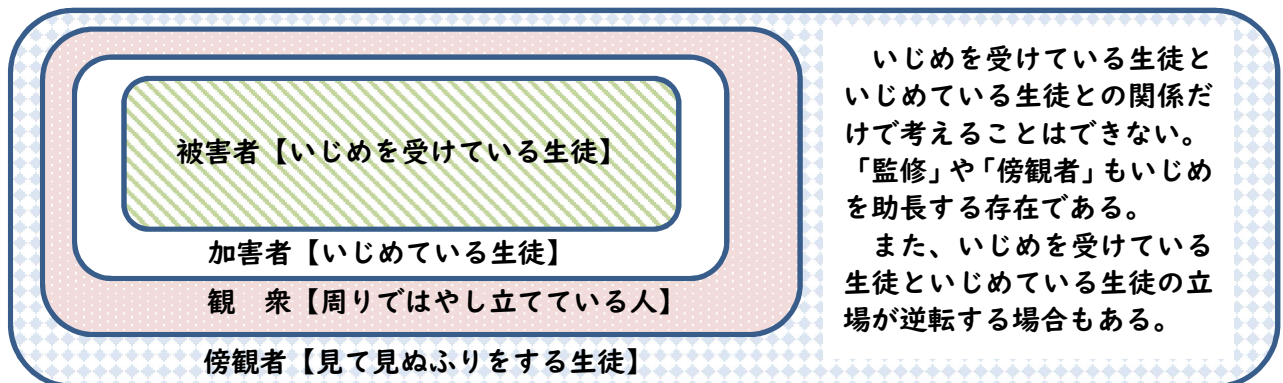 被害者【いじめを受けている生徒】
加害者【いじめている生徒】
観　衆【周りではやし立てている人】
傍観者【見て見ぬふりをする生徒】
　いじめを受けている生徒と
いじめている生徒との関係だ
けで考えることはできない。
「監修」や「傍観者」もいじめ
を助長する存在である。
　また、いじめを受けている
生徒といじめている生徒の立
場が逆転する場合もある。